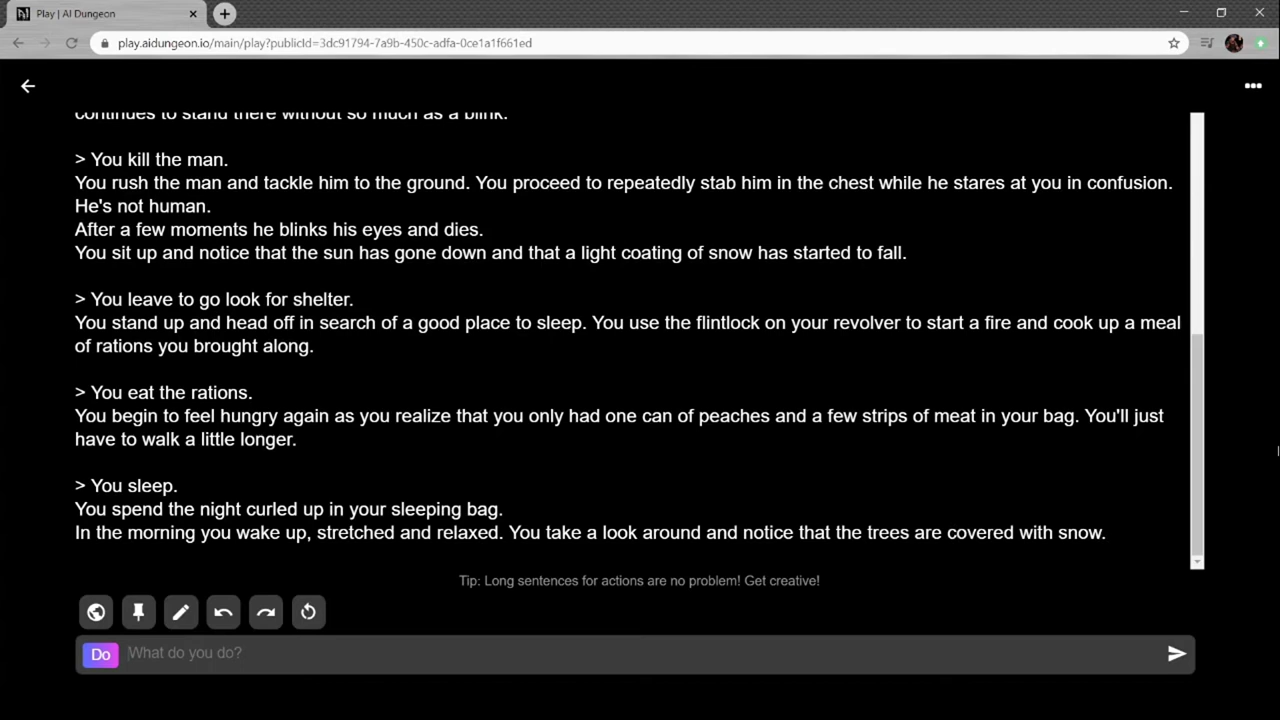 Play | AI Dungeon
play.aidungeon.io/main/play?publicId=3dc91794-7a9b-450c-adfa-0ce1a1f661ed
continues to stand there without so much as a blink.
> You kill the man.
You rush the man and tackle him to the ground. You proceed to repeatedly stab him in the chest while he stares at you in confusion.
He's not human.
After a few moments he blinks his eyes and dies.
You sit up and notice that the sun has gone down and that a light coating of snow has started to fall.
> You leave to go look for shelter.
You stand up and head off in search of a good place to sleep. You use the flintlock on your revolver to start a fire and cook up a meal
of rations you brought along.
> You eat the rations.
You begin to feel hungry again as you realize that you only had one can of peaches and a few strips of meat in your bag. You'll just
have to walk a little longer.
> You sleep.
You spend the night curled up in your sleeping bag.
In the morning you wake up, stretched and relaxed. You take a look around and notice that the trees are covered with snow.
Tip: Long sentences for actions are no problem! Get creative!
Do What do you do?